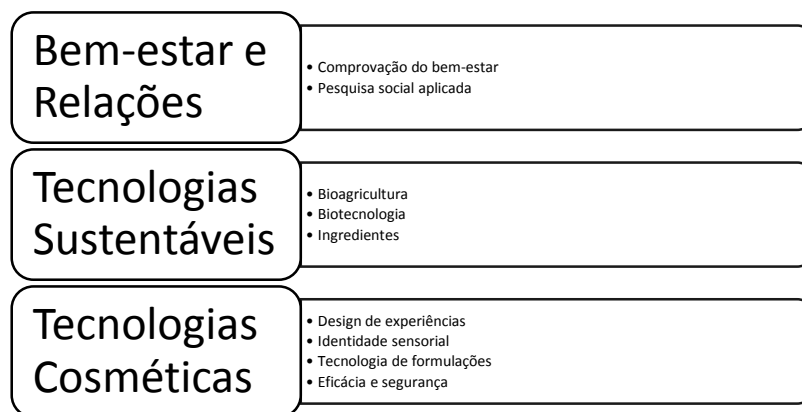 Bem-estar e
Relações
• Comprovação do bem-estar
• Pesquisa social aplicada
Tecnologias
Sustentáveis
• Bioagricultura
• Biotecnologia
• Ingredientes
Tecnologias
Cosméticas
• Design de experiências
• Identidade sensorial
• Tecnologia de formulações
• Eficácia e segurança